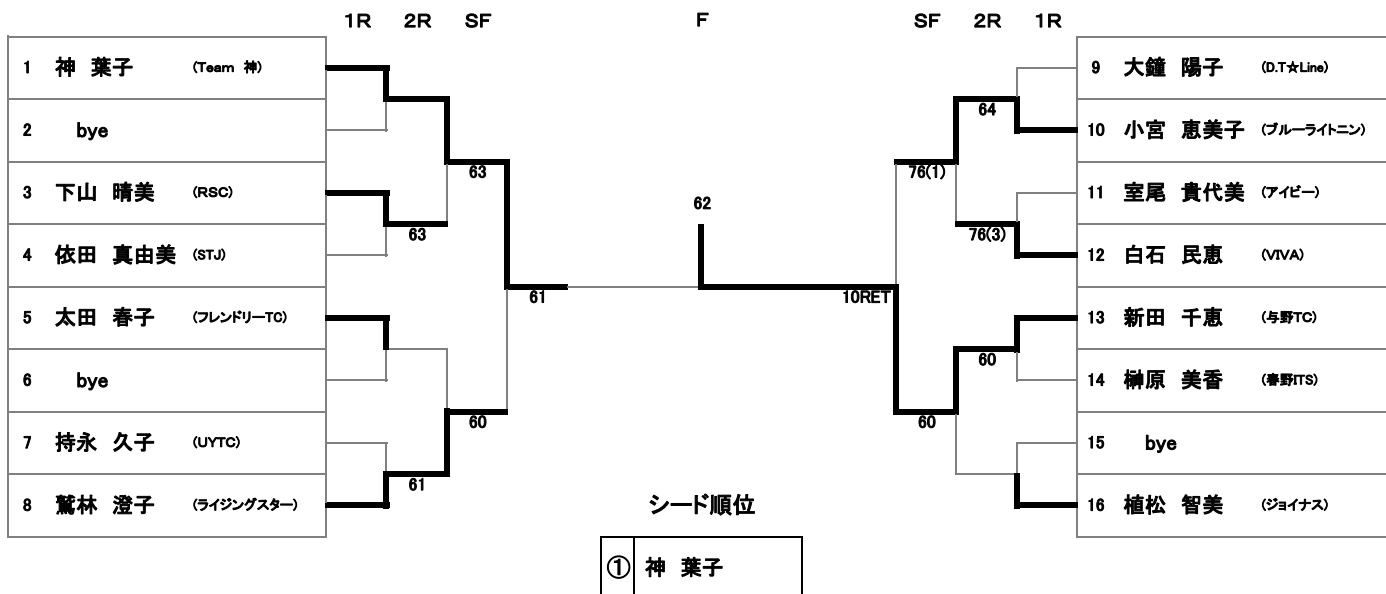 1R 2R SF F SF 2R 1R
1 神 葉子 (Team 神)
2 bye
3 下山 晴美 (RSC)
4 依田 真由美 (STJ)
5 太田 春子 (フレンドリーTC)
6 bye
7 持永 久子 (UYTC)
8 鷲林 澄子 (ライジングスター)
63
63
61
60
61
62
9 大鐘 陽子 (D.T☆Line)
10 小宮 恵美子 (ブルーライトニン)
11 室尾 貴代美 (アイビー)
12 白石 民恵 (VIVA)
13 新田 千恵 (与野TC)
14 榊原 美香 (春野ITS)
15 bye
16 植松 智美 (ジョイナス)
64
76(1)
76(3)
10RET
60
60
シード順位
① 神 葉子